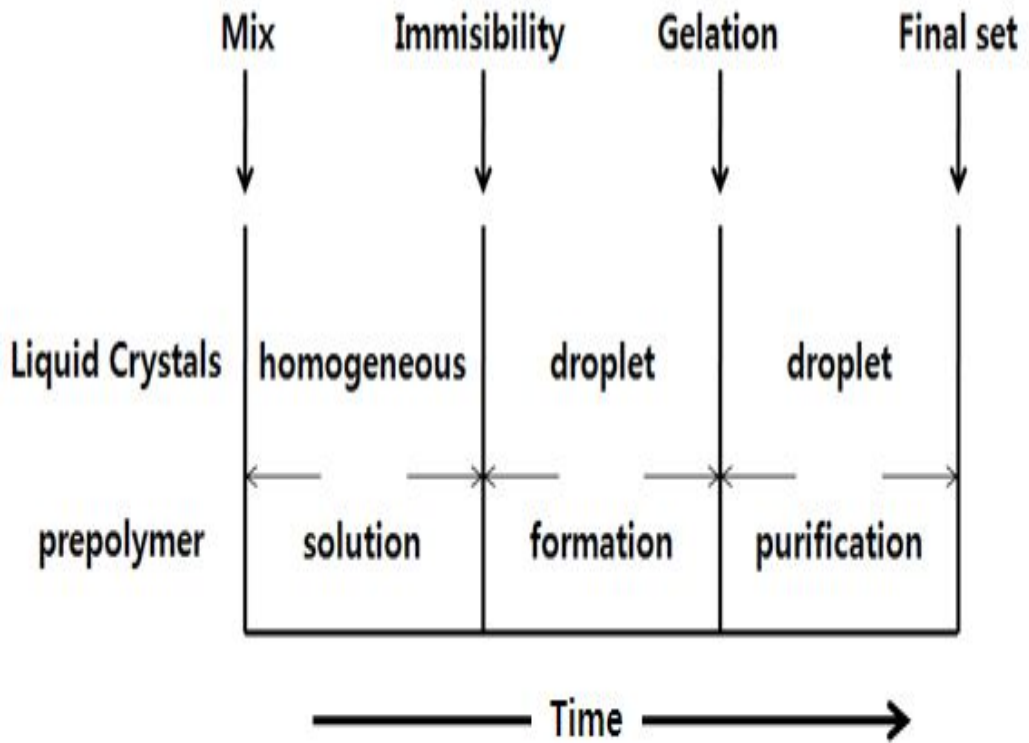 Mix Immisibility Gelation Final set
Liquid Crystals homogeneous droplet droplet
prepolymer solution formation purification
Time